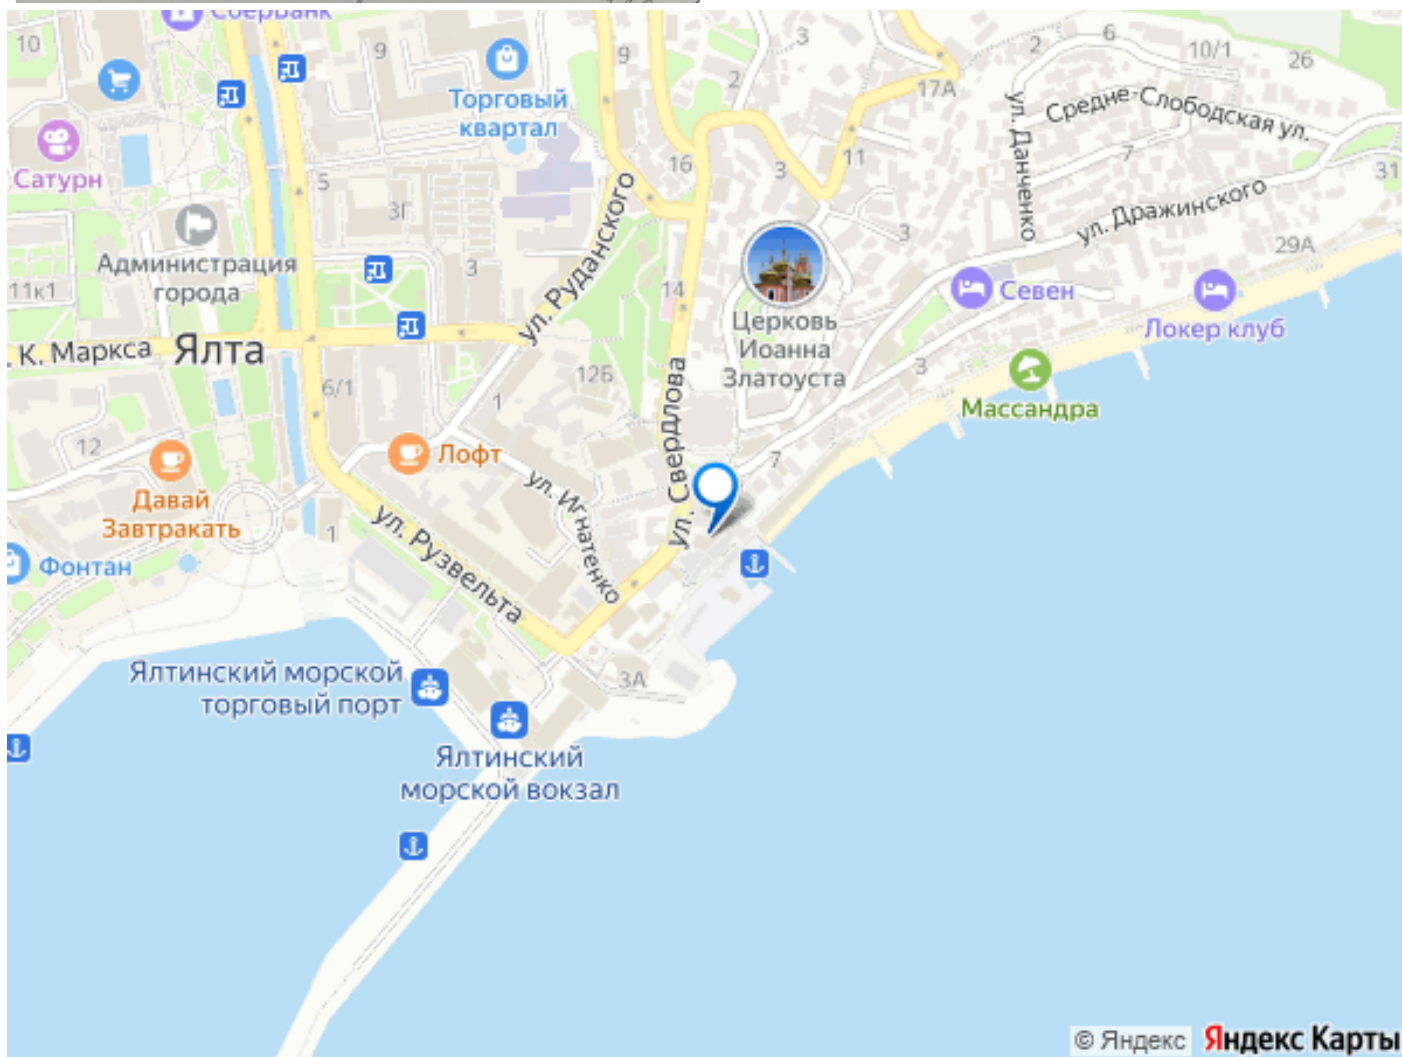 Сбербанк
10
9
9
3
2
2
6
10/1
26
17А
Торговый
квартал
ул. Данченко
Средне-Слободская ул.
Сатурн
5
16
3
11
7
31
3Г
ул. Руданского
ул. Дражинского
Администрация
города
11к1
3
14
3
29А
Севен
Локер клуб
Церковь
Иоанна
Златоуста
К. Маркса
Ялта
6/1
12Б
1
ул. Свердлова
3
Массандра
12
Лофт
7
Давай
Завтракать
1
ул. Игнатенко
ул. Рузвельта
Фонтан
3А
Ялтинский морской
торговый порт
Ялтинский
морской вокзал
© Яндекс Яндекс Карты